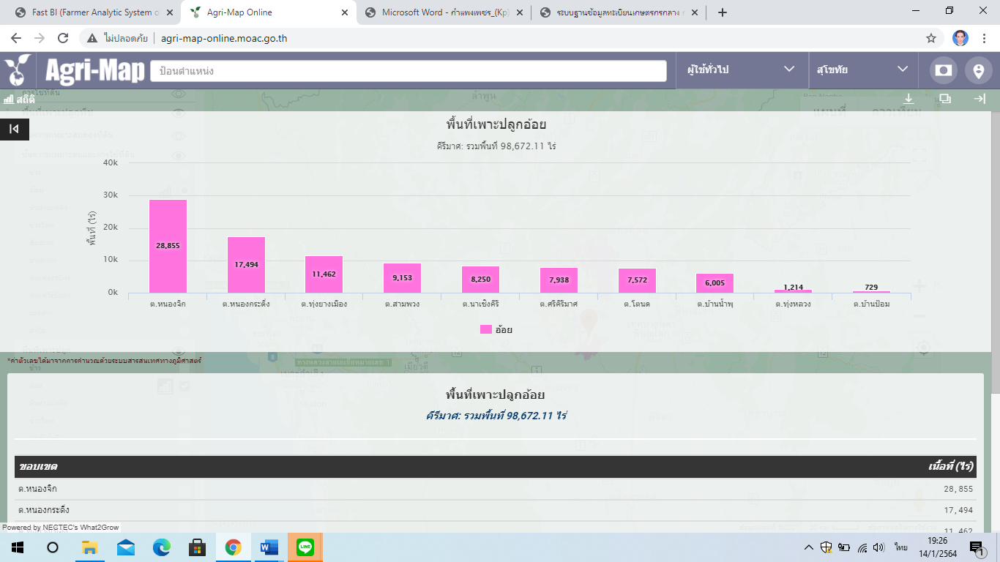 Fast BI (Farmer Analytic System o
Agri-Map Online
Microsoft Word - กำแพงเพชร_(Kp)
ระบบฐานข้อมูลทะเบียนเกษตรกรกลาง
ไม่ปลอดภัย
agri-map-online.moac.go.th
Agri-Map
ป้อนตำแหน่ง
ผู้ใช้ทั่วไป
สุโขทัย
สถิติ
พื้นที่เพาะปลูกอ้อย
คีรีมาศ: รวมพื้นที่ 98,672.11 ไร่
พื้นที่ (ไร่)
40k
30k
20k
10k
0k
28,855
17,494
11,462
9,153
8,250
7,938
7,572
6,005
1,214
729
ต.หนองจิก
ต.หนองกระดิ่ง
ต.ทุ่งยางเมือง
ต.สามพวง
ต.นาเชิงคีรี
ต.ศรีคีรีมาศ
ต.โตนด
ต.บ้านน้ำพุ
ต.ทุ่งหลวง
ต.บ้านป้อม
อ้อย
*ค่าตัวเลขได้มาจากการคำนวณด้วยระบบสารสนเทศทางภูมิศาสตร์
พื้นที่เพาะปลูกอ้อย
คีรีมาศ: รวมพื้นที่ 98,672.11 ไร่
ขอบเขต
เนื้อที่ (ไร่)
ต.หนองจิก
28,855
ต.หนองกระดิ่ง
17,494
11,462
Powered by NECTEC's What2Grow
ไทย
19:26
14/1/2564
1